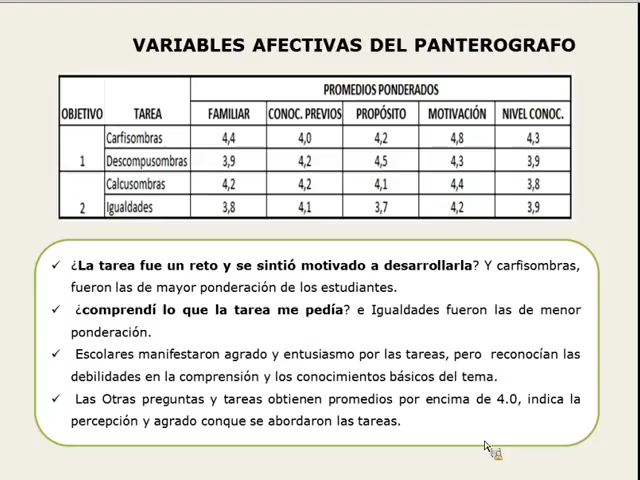 VARIABLES AFECTIVAS DEL PANTEROGRAFO
OBJETIVO TAREA PROMEDIOS PONDERADOS
FAMILIAR CONOC. PREVIOS PROPÓSITO MOTIVACIÓN NIVEL CONOC.
1 Carfisombras 4,4 4,0 4,2 4,8 4,3
Descompusombras 3,9 4,2 4,5 4,3 3,9
2 Calcusombras 4,2 4,2 4,1 4,4 3,8
Igualdades 3,8 4,1 3,7 4,2 3,9
✓ ¿La tarea fue un reto y se sintió motivado a desarrollarla? Y carfisombras,
fueron las de mayor ponderación de los estudiantes.
✓ ¿comprendí lo que la tarea me pedía? e Igualdades fueron las de menor
ponderación.
✓ Escolares manifestaron agrado y entusiasmo por las tareas, pero reconocían las
debilidades en la comprensión y los conocimientos básicos del tema.
✓ Las Otras preguntas y tareas obtienen promedios por encima de 4.0, indica la
percepción y agrado conque se abordaron las tareas.